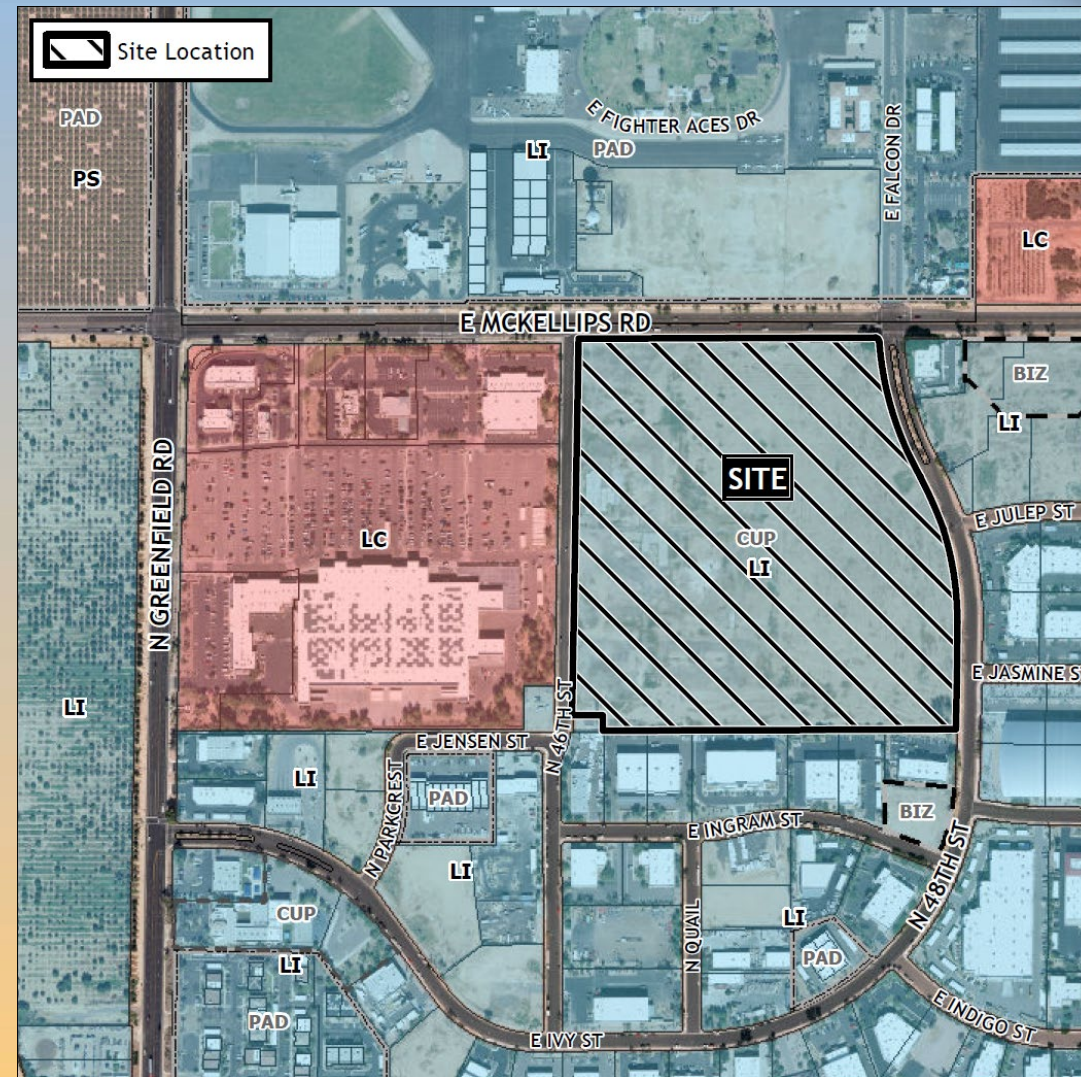 Site Location
PAD
PS
E FIGHTER ACES DR
LI
PAD
E FALCON DR
LC
E MCKELLIPS RD
BIZ
LI
SITE
CUP
LI
N GREENFIELD RD
LC
E JULEP ST
E JASMINE S
LI
N 46TH ST
E JENSEN ST
LI
PAD
N PARKCREST
BIZ
E INGRAM ST
LI
N 48TH ST
CUP
LI
N QUAIL
LI
PAD
PAD
E INDIGO ST
E IVY ST